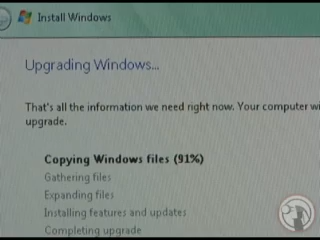 Install Windows
Upgrading Windows...
That's all the information we need right now. Your computer
upgrade.
Copying Windows files (91%)
Gathering files
Expanding files
Installing features and updates
Completing upgrade